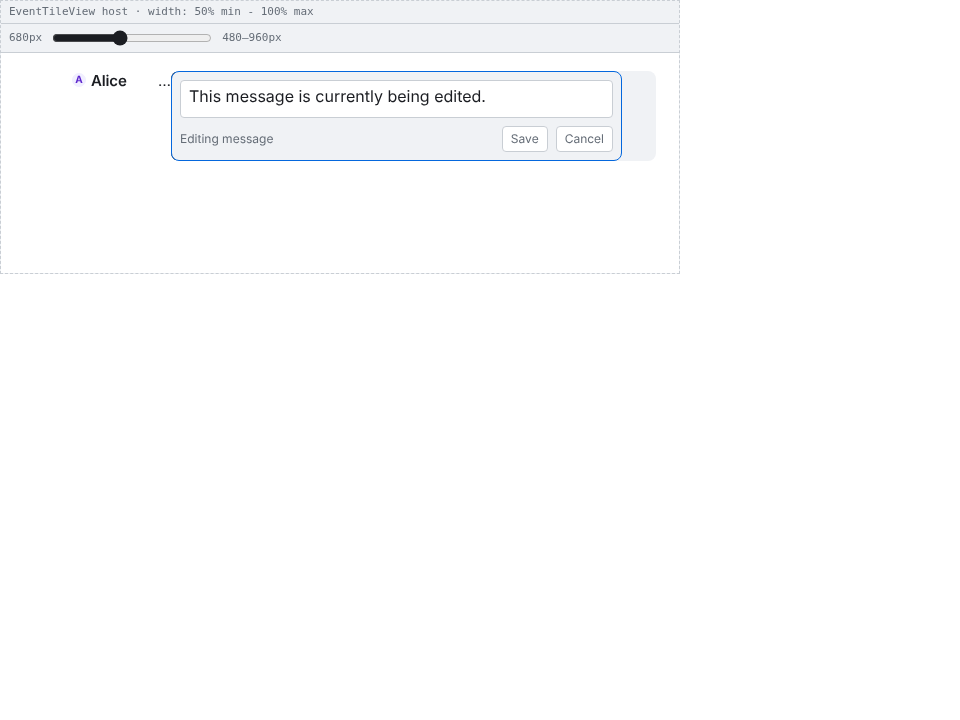 EventTileView host · width: 50% min - 100% max
680px 480–960px
A Alice ...
This message is currently being edited.
Editing message Save Cancel